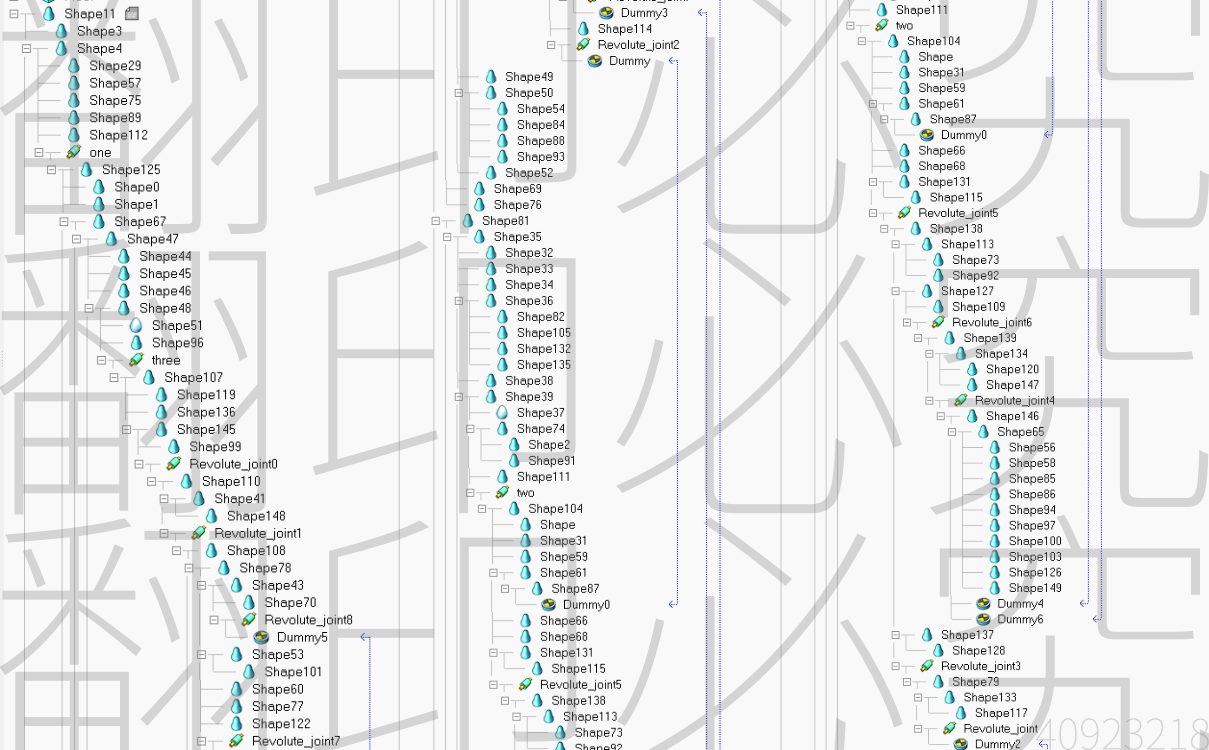 Shape11
Shape3
Shape4
Shape29
Shape57
Shape75
Shape89
Shape112
one
Shape125
Shape0
Shape1
Shape67
Shape47
Shape44
Shape45
Shape46
Shape48
Shape51
Shape96
three
Shape107
Shape119
Shape136
Shape145
Shape99
Revolute_joint0
Shape110
Shape41
Shape148
Revolute_joint1
Shape108
Shape78
Shape43
Shape70
Revolute_joint8
Dummy5
Shape53
Shape101
Shape60
Shape77
Shape122
Revolute_joint7
Dummy3
Shape114
Revolute_joint2
Dummy
Shape49
Shape50
Shape54
Shape84
Shape88
Shape93
Shape52
Shape69
Shape76
Shape81
Shape35
Shape32
Shape33
Shape34
Shape36
Shape82
Shape105
Shape132
Shape135
Shape38
Shape39
Shape37
Shape74
Shape2
Shape91
Shape111
two
Shape104
Shape
Shape31
Shape59
Shape61
Shape87
Dummy0
Shape66
Shape68
Shape131
Shape115
Revolute_joint5
Shape138
Shape113
Shape73
Shape92
Shape111
two
Shape104
Shape
Shape31
Shape59
Shape61
Shape87
Dummy0
Shape66
Shape68
Shape131
Shape115
Revolute_joint5
Shape138
Shape113
Shape73
Shape92
Shape127
Shape109
Revolute_joint6
Shape139
Shape134
Shape120
Shape147
Revolute_joint4
Shape146
Shape65
Shape56
Shape58
Shape85
Shape86
Shape94
Shape97
Shape100
Shape103
Shape126
Shape149
Dummy4
Dummy6
Shape137
Shape128
Revolute_joint3
Shape79
Shape133
Shape117
Revolute_joint
Dummy2
40923218